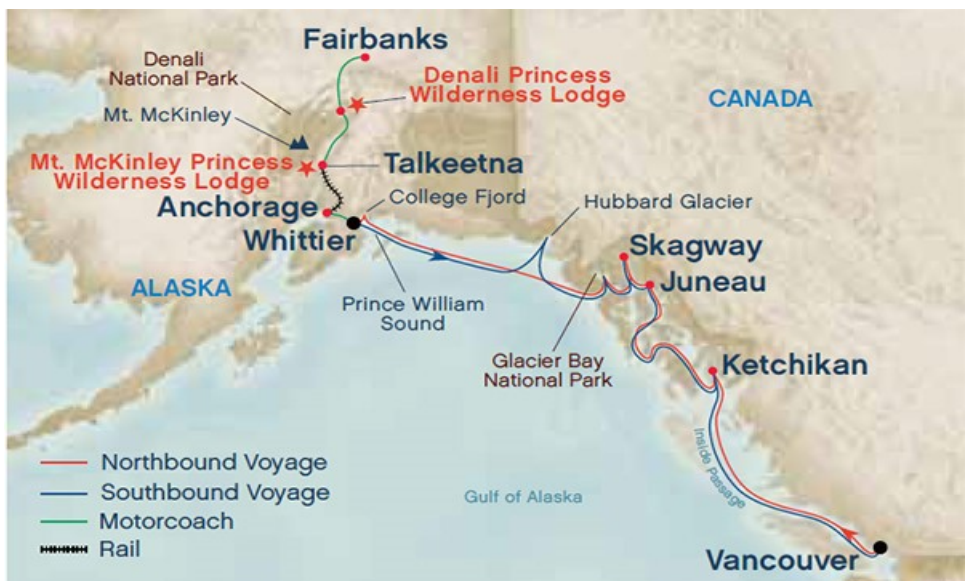 Fairbanks
Denali
National Park
Denali Princess
Wilderness Lodge
CANADA
Mt. McKinley
Mt. McKinley Princess
Wilderness Lodge
Talkeetna
College Fjord
Hubbard Glacier
Anchorage
Whittier
Skagway
Juneau
ALASKA
Prince William
Sound
Glacier Bay
National Park
Ketchikan
Inside Passage
Northbound Voyage
Southbound Voyage
Motorcoach
Rail
Gulf of Alaska
Vancouver